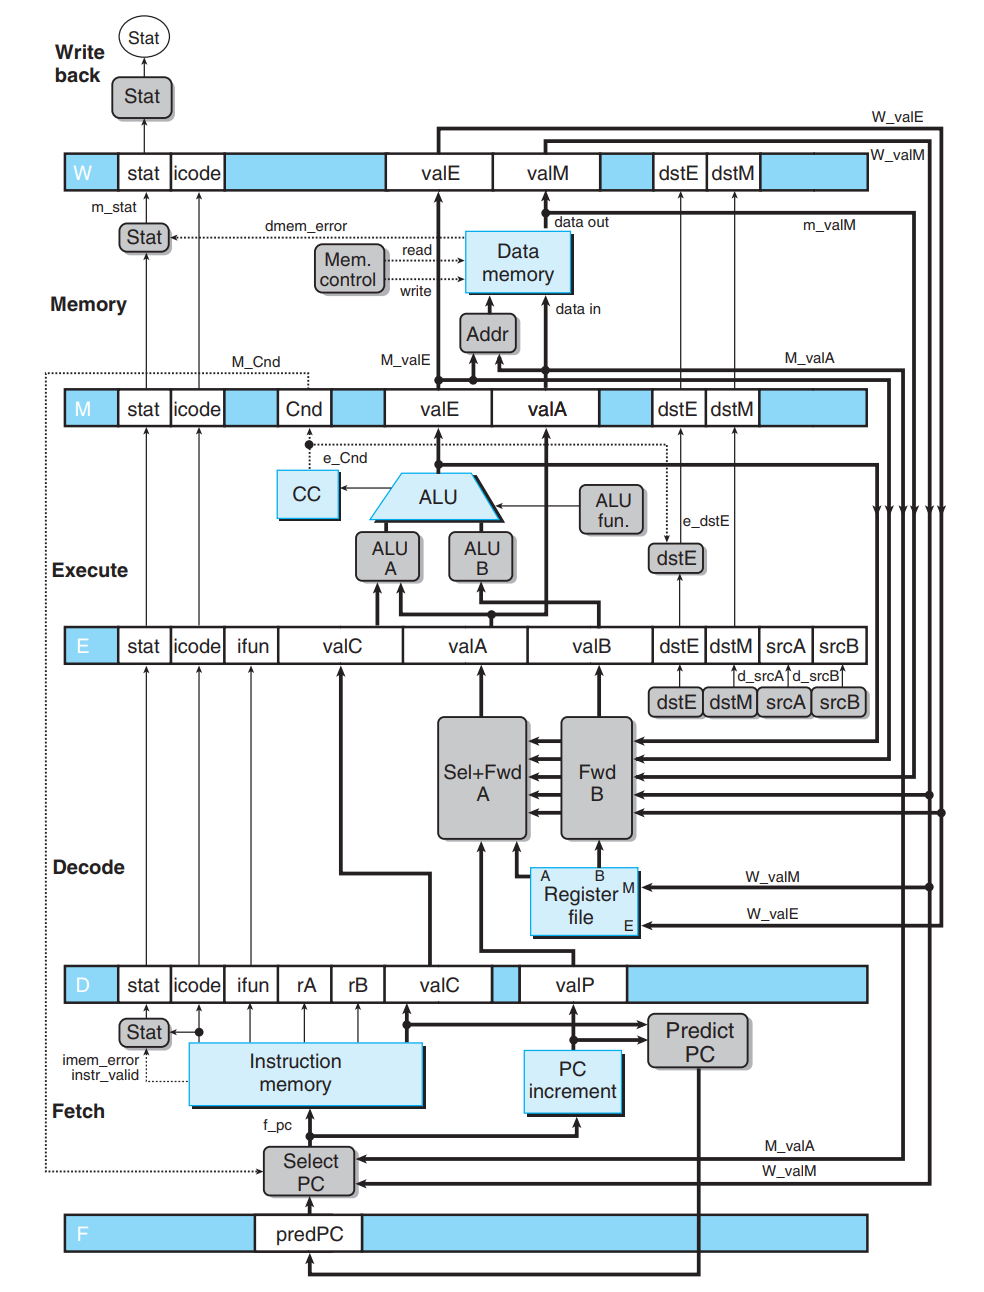 Stat
Write
back
Stat
W_valE
W_valM
W
stat
icode
valE
valM
dstE
dstM
m_stat
Stat
dmem_error
data out
m_valM
Mem.
control
read
write
Data
memory
Memory
data in
Addr
M_Cnd
M_valE
M_valA
M
stat
icode
Cnd
valE
valA
dstE
dstM
e_Cnd
CC
ALU
ALU
fun.
e_dstE
ALU
A
ALU
B
dstE
Execute
E
stat
icode
ifun
valC
valA
valB
dstE
dstM
srcA
srcB
d_srcA
d_srcB
dstE
dstM
srcA
srcB
Sel+Fwd
A
Fwd
B
Decode
A
B
M
Register
file
E
W_valM
W_valE
D
stat
icode
ifun
rA
rB
valC
valP
Stat
Predict
PC
imem_error
instr_valid
Instruction
memory
PC
increment
Fetch
f_pc
Select
PC
M_valA
W_valM
F
predPC